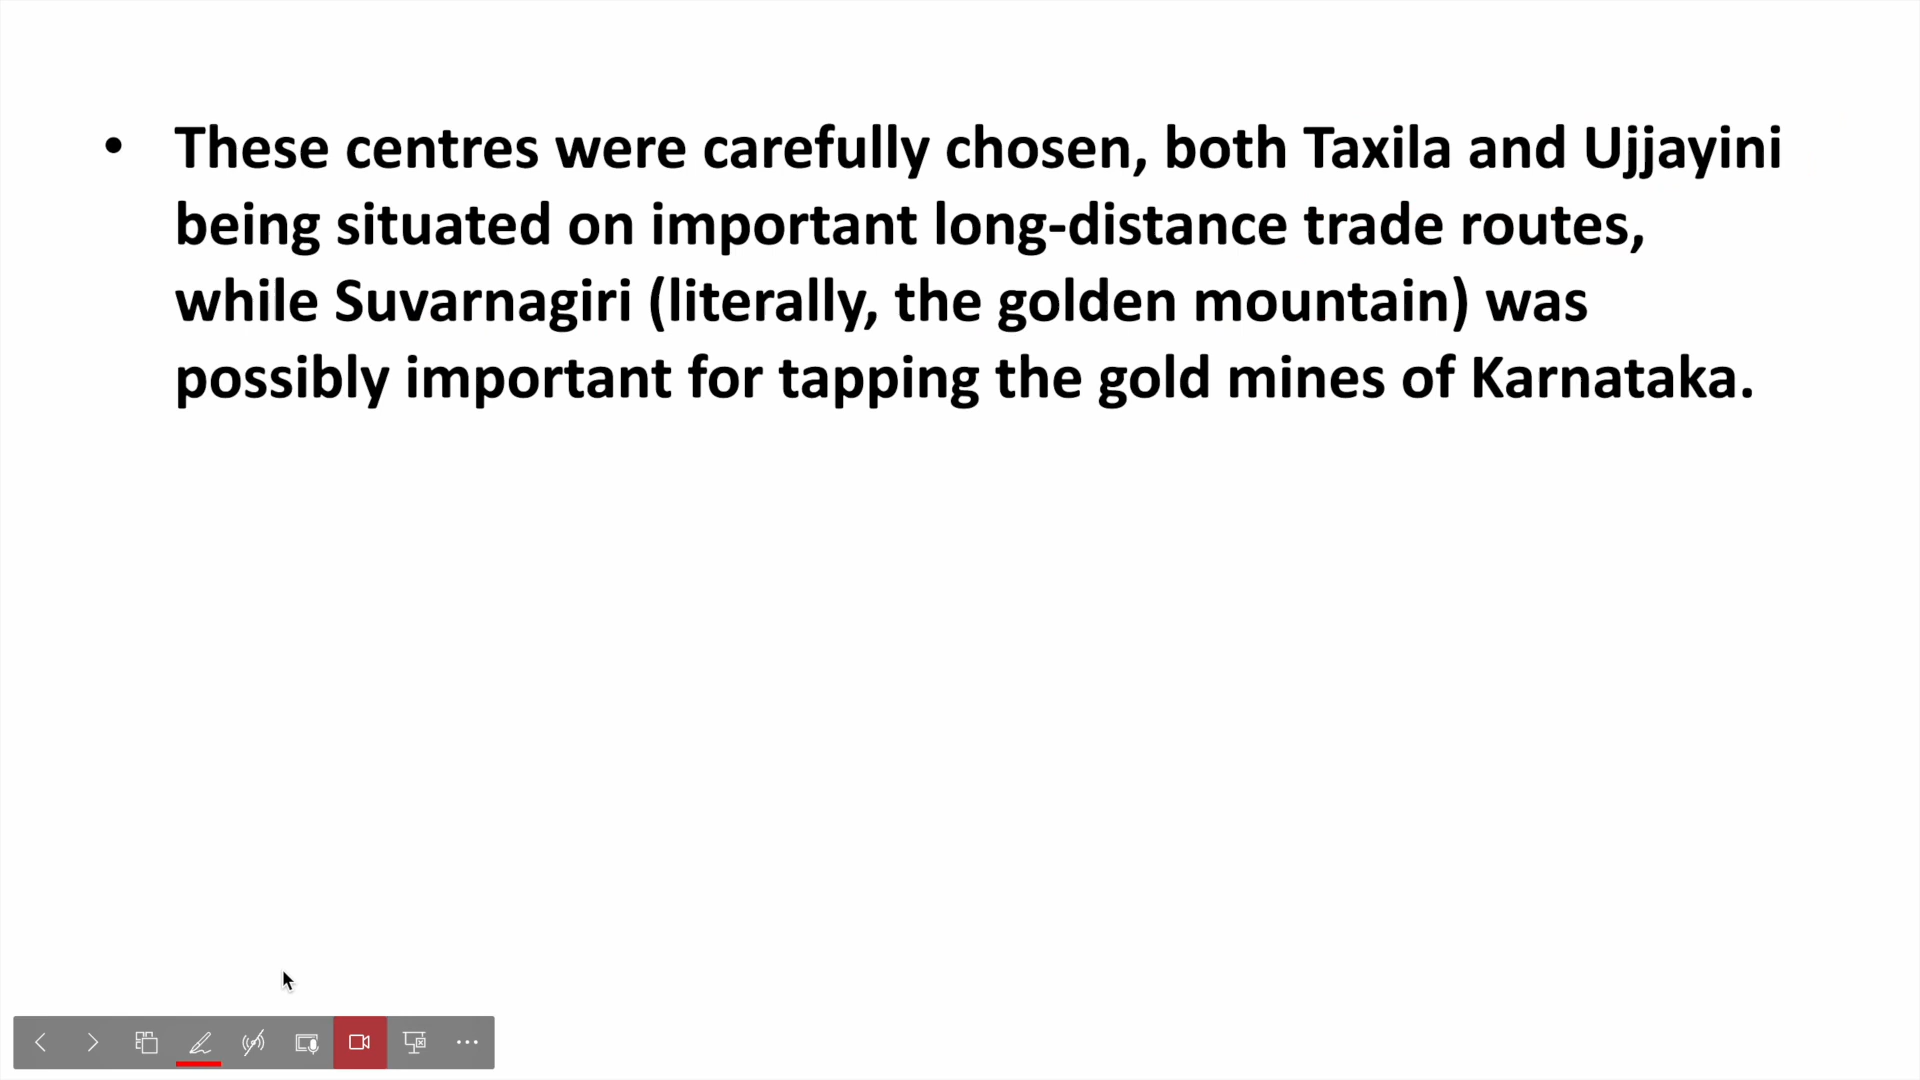 • These centres were carefully chosen, both Taxila and Ujjayini
being situated on important long-distance trade routes,
while Suvarnagiri (literally, the golden mountain) was
possibly important for tapping the gold mines of Karnataka.